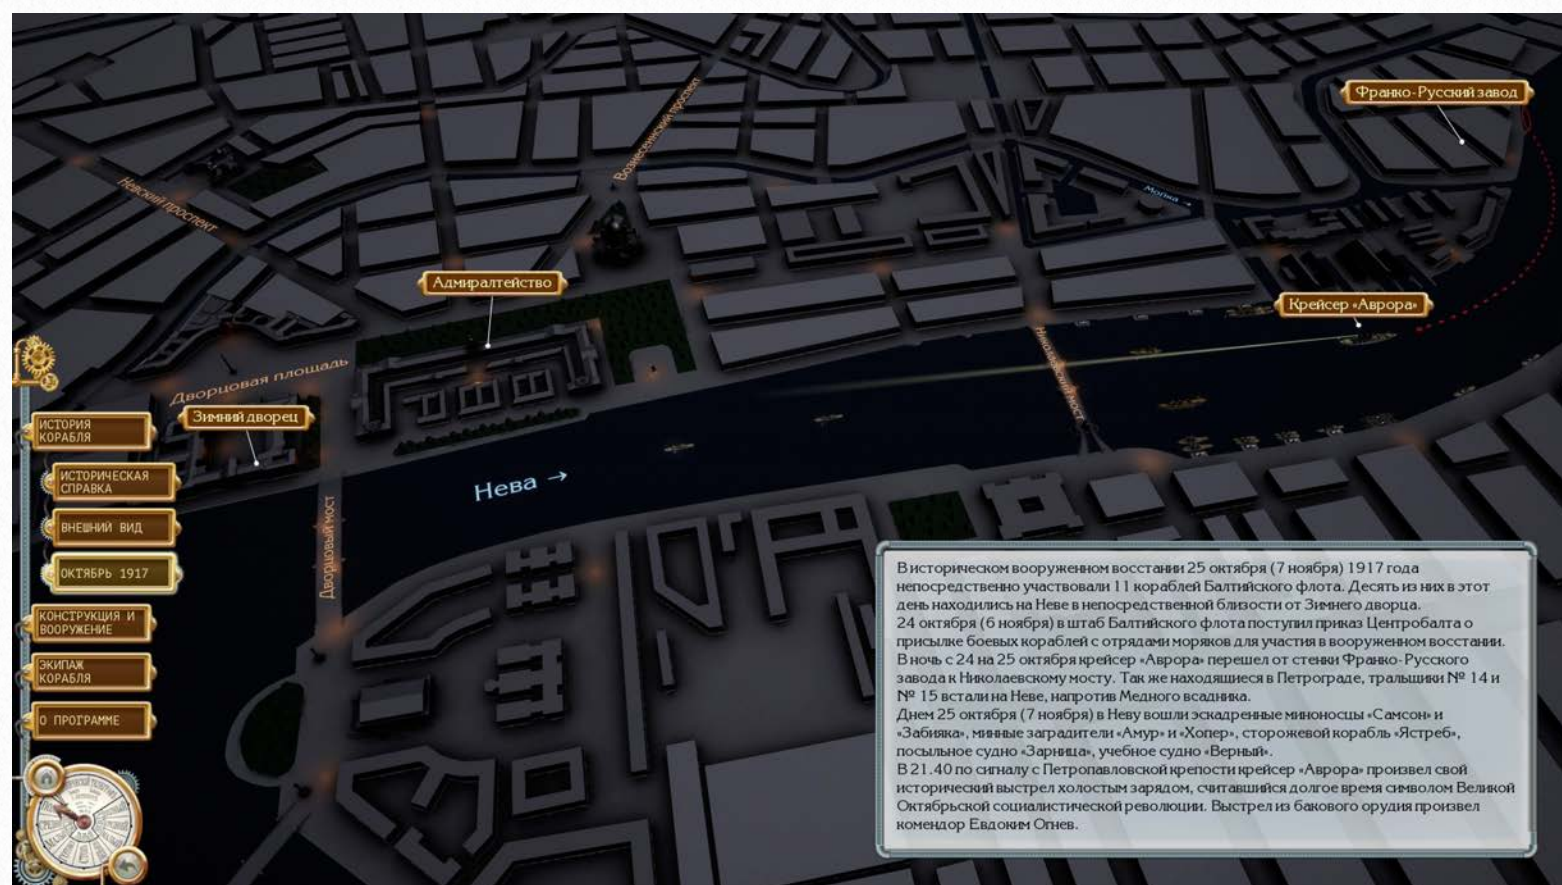 Франко-Русский завод
Вознесенский проспект
Невский проспект
Мойка →
Адмиралтейство
Крейсер «Аврора»
Николаевский мост
Дворцовая площадь
Зимний дворец
Нева →
Дворцовый мост
ИСТОРИЯ
КОРАБЛЯ
ИСТОРИЧЕСКАЯ
СПРАВКА
ВНЕШНИЙ ВИД
ОКТЯБРЬ 1917
КОНСТРУКЦИЯ И
ВООРУЖЕНИЕ
ЭКИПАЖ
КОРАБЛЯ
О ПРОГРАММЕ
В историческом вооруженном восстании 25 октября (7 ноября) 1917 года
непосредственно участвовали 11 кораблей Балтийского флота. Десять из них в этот
день находились на Неве в непосредственной близости от Зимнего дворца.
24 октября (6 ноября) в штаб Балтийского флота поступил приказ Центробалта о
присылке боевых кораблей с отрядами моряков для участия в вооруженном восстании.
В ночь с 24 на 25 октября крейсер «Аврора» перешел от стенки Франко-Русского
завода к Николаевскому мосту. Так же находящиеся в Петрограде, тральщики № 14 и
№ 15 встали на Неве, напротив Медного всадника.
Днем 25 октября (7 ноября) в Неву вошли эскадренные миноносцы «Самсон» и
«Забияка», минные заградители «Амур» и «Хопер», сторожевой корабль «Ястреб»,
посыльное судно «Зарница», учебное судно «Верный».
В 21.40 по сигналу с Петропавловской крепости крейсер «Аврора» произвел свой
исторический выстрел холостым зарядом, считавшийся долгое время символом Великой
Октябрьской социалистической революции. Выстрел из бакового орудия произвел
комендор Евдоким Огнев.